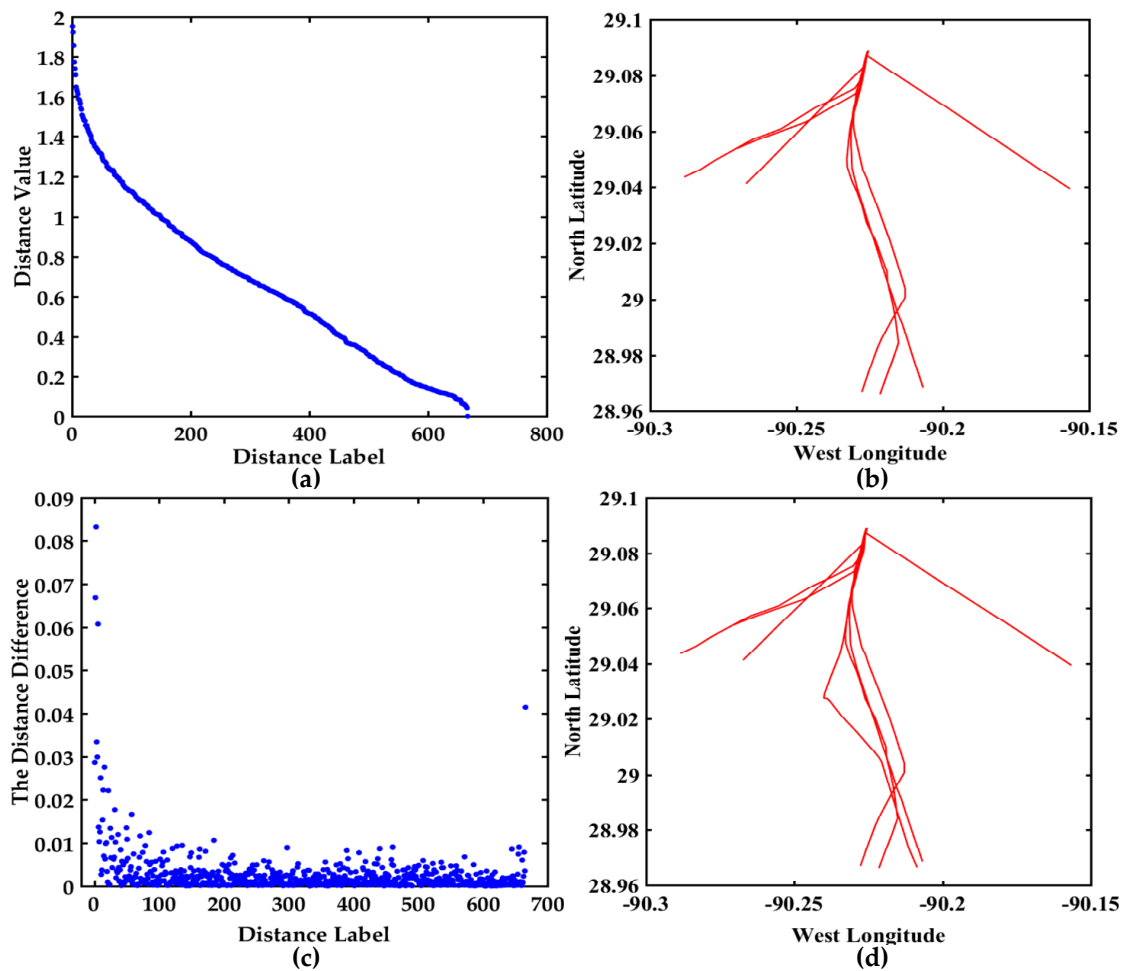 2
1.8
1.6
1.4
1.2
1
0.8
0.6
0.4
0.2
0
Distance Value
0 200 400 600 800
Distance Label
(a)
29.1
29.08
29.06
29.04
29.02
29
28.98
28.96
North Latitude
-90.3 -90.25 -90.2 -90.15
West Longitude
(b)
0.09
0.08
0.07
0.06
0.05
0.04
0.03
0.02
0.01
0
The Distance Difference
0 100 200 300 400 500 600 700
Distance Label
(c)
29.1
29.08
29.06
29.04
29.02
29
28.98
28.96
North Latitude
-90.3 -90.25 -90.2 -90.15
West Longitude
(d)